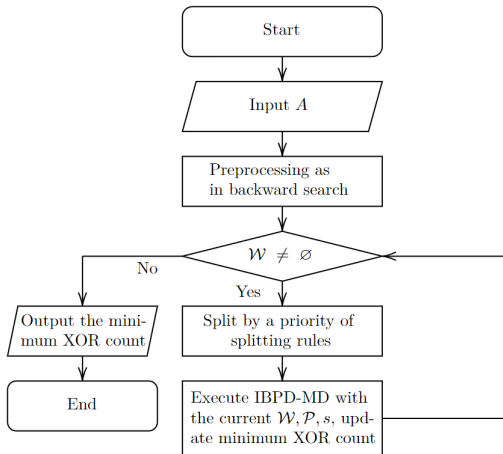 Start
Input A
Preprocessing as
in backward search
𝒲 ≠ ∅
No
Yes
Output the mini-
mum XOR count
Split by a priority of
splitting rules
End
Execute IBPD-MD with
the current 𝒲, 𝒫, s, upd-
ate minimum XOR count